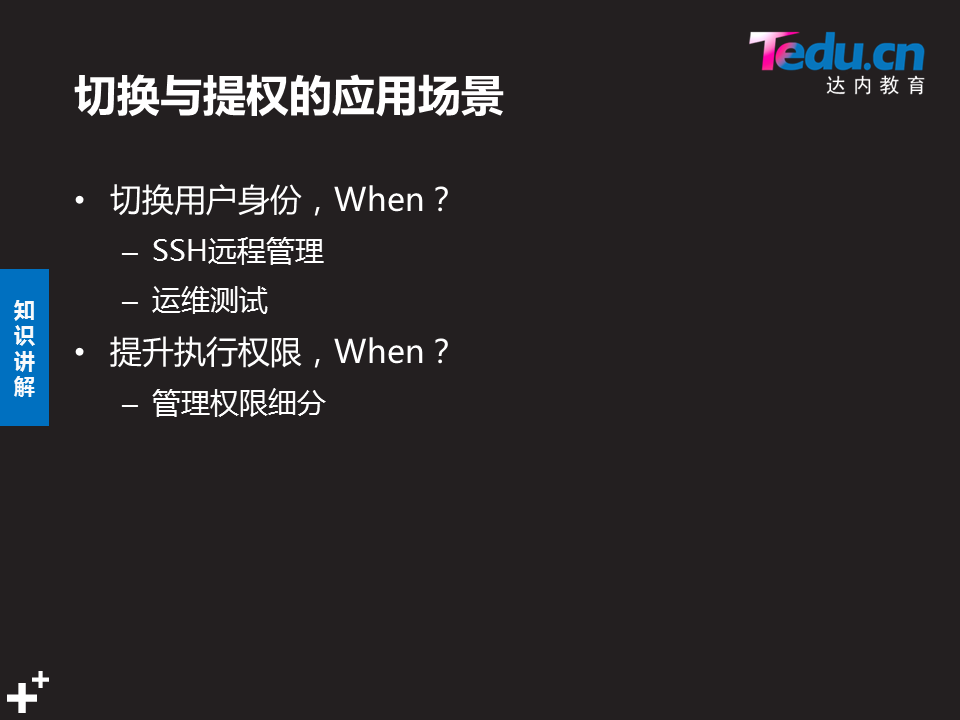 Tedu.cn
达内教育
切换与提权的应用场景
• 切换用户身份，When？
– SSH远程管理
– 运维测试
• 提升执行权限，When？
– 管理权限细分
知识讲解